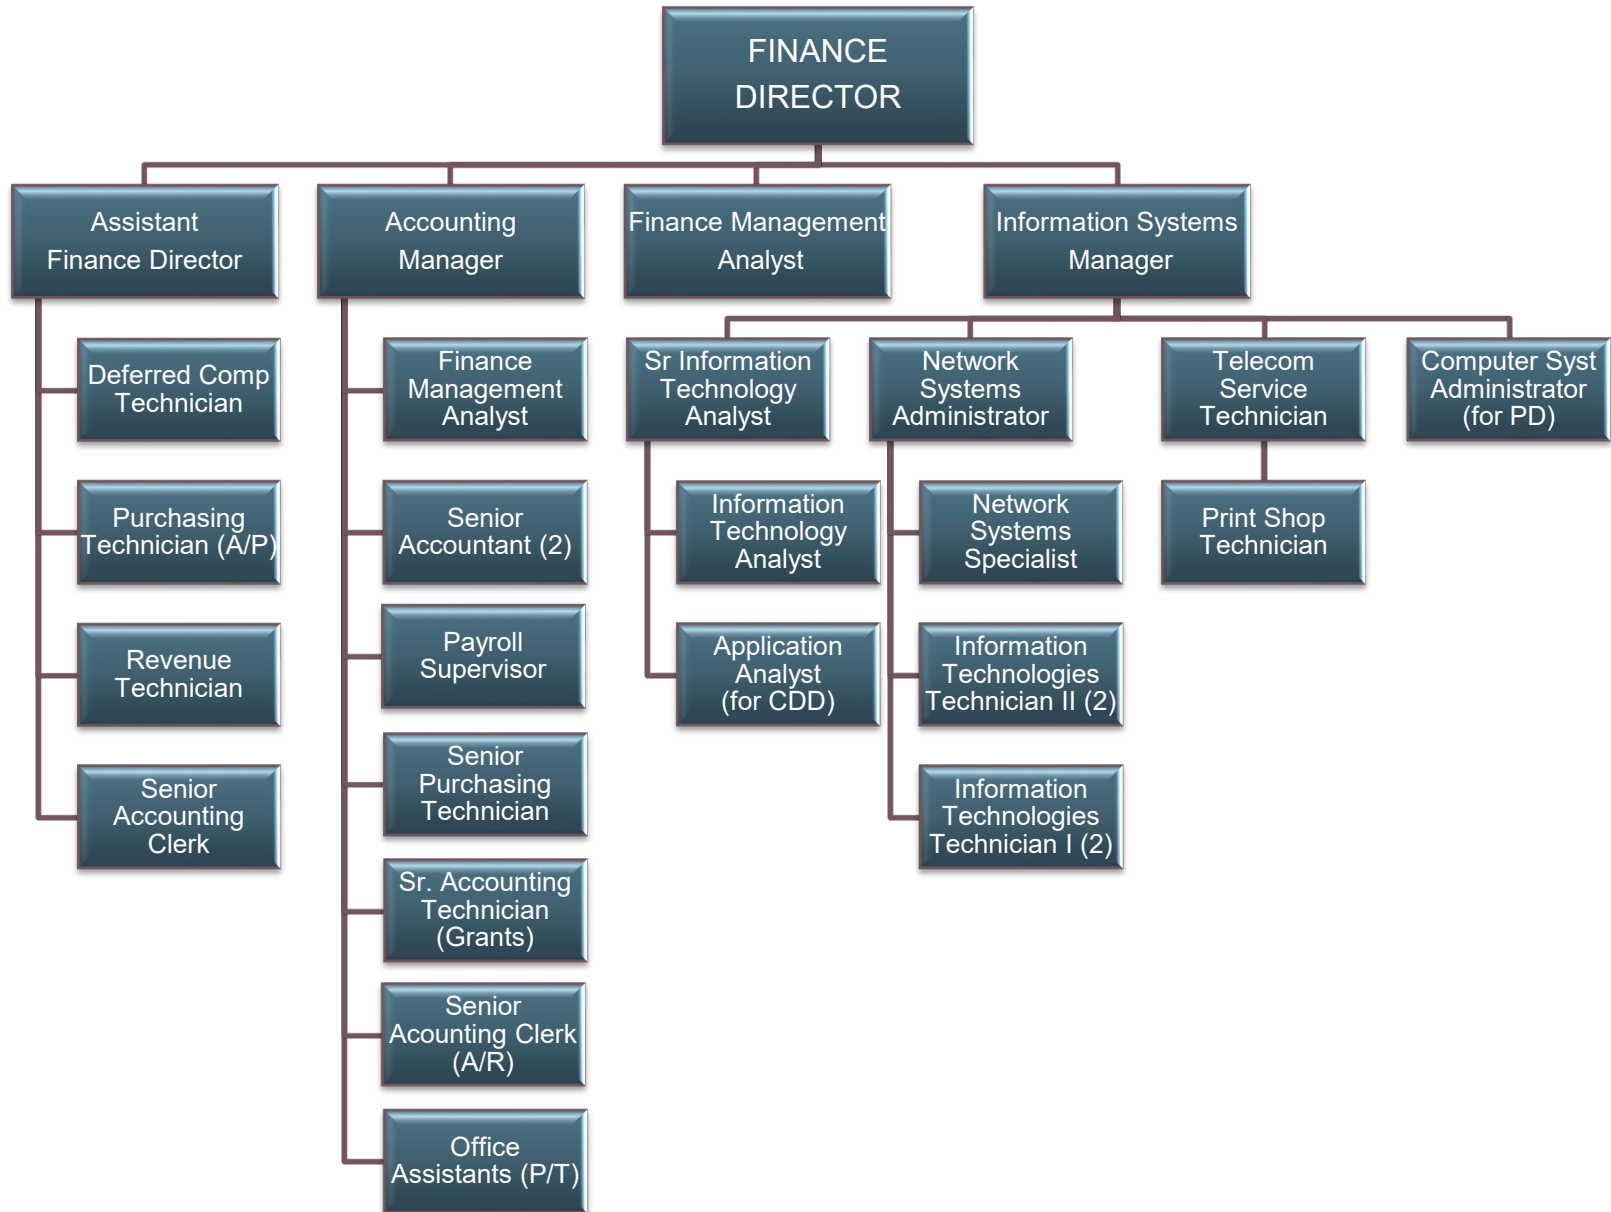 FINANCE
DIRECTOR
Assistant
Finance Director
Accounting
Manager
Finance Management
Analyst
Information Systems
Manager
Deferred Comp
Technician
Purchasing
Technician (A/P)
Revenue
Technician
Senior
Accounting
Clerk
Finance
Management
Analyst
Senior
Accountant (2)
Payroll
Supervisor
Senior
Purchasing
Technician
Sr. Accounting
Technician
(Grants)
Senior
Acounting Clerk
(A/R)
Office
Assistants (P/T)
Sr Information
Technology
Analyst
Information
Technology
Analyst
Application
Analyst
(for CDD)
Network
Systems
Administrator
Network
Systems
Specialist
Information
Technologies
Technician II (2)
Information
Technologies
Technician I (2)
Telecom
Service
Technician
Print Shop
Technician
Computer Syst
Administrator
(for PD)